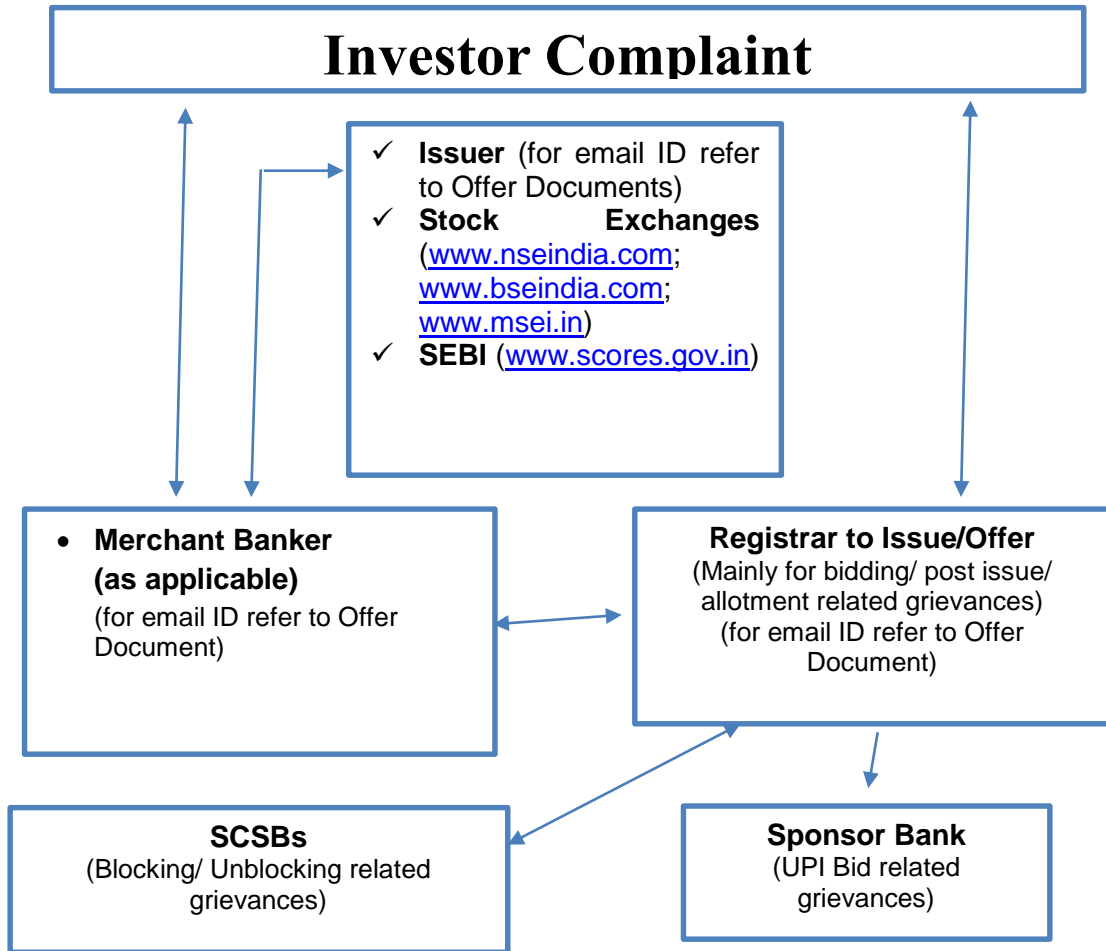 Investor Complaint
✓ Issuer (for email ID refer
to Offer Documents)
✓ Stock Exchanges
(www.nseindia.com;
www.bseindia.com;
www.msei.in)
✓ SEBI (www.scores.gov.in)
• Merchant Banker
(as applicable)
(for email ID refer to Offer
Document)
Registrar to Issue/Offer
(Mainly for bidding/ post issue/
allotment related grievances)
(for email ID refer to Offer
Document)
SCSBs
(Blocking/ Unblocking related
grievances)
Sponsor Bank
(UPI Bid related
grievances)